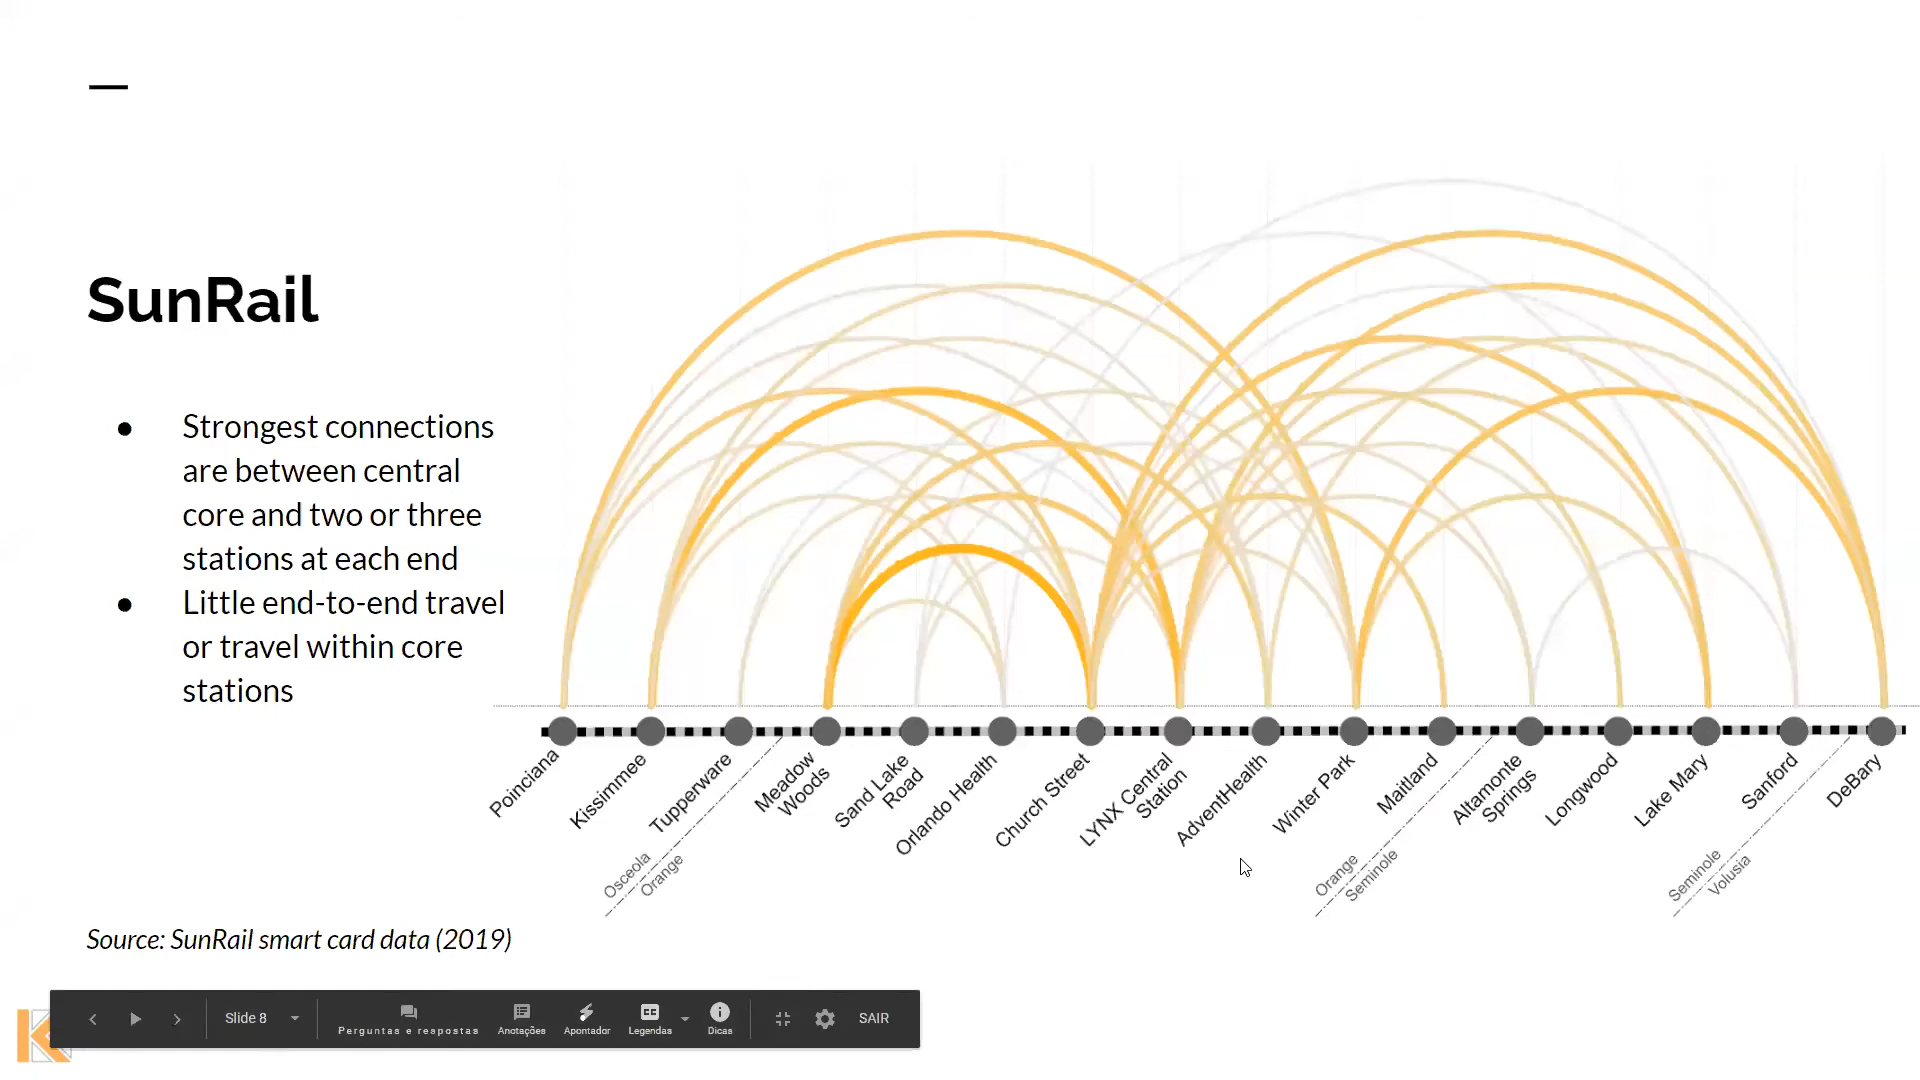 SunRail
● Strongest connections
are between central
core and two or three
stations at each end
● Little end-to-end travel
or travel within core
stations
Poinciana
Kissimmee
Tupperware
Meadow
Woods
Sand Lake
Road
Orlando Health
Church Street
LYNX Central
Station
AdventHealth
Winter Park
Maitland
Altamonte
Springs
Longwood
Lake Mary
Sanford
DeBary
Osceola
Orange
Orange
Seminole
Seminole
Volusia
Source: SunRail smart card data (2019)
Slide 8
Perguntas e respostas
Anotações
Apontador
Legendas
Dicas
SAIR
K